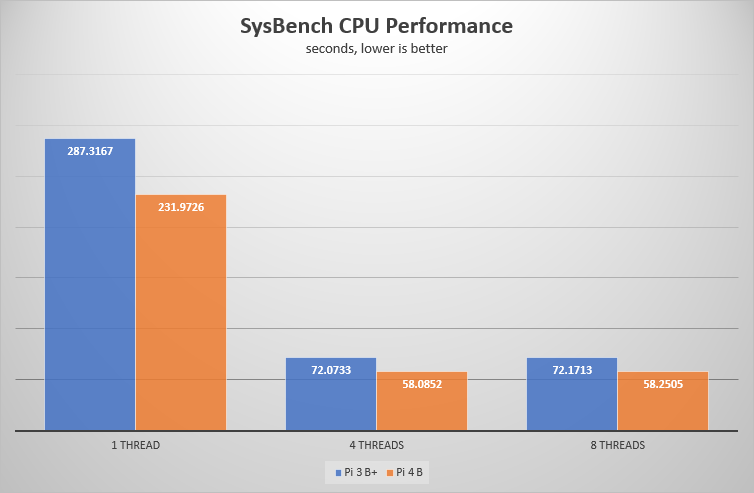 SysBench CPU Performance
seconds, lower is better
287.3167
231.9726
72.0733
58.0852
72.1713
58.2505
1 THREAD
4 THREADS
8 THREADS
Pi 3 B+
Pi 4 B